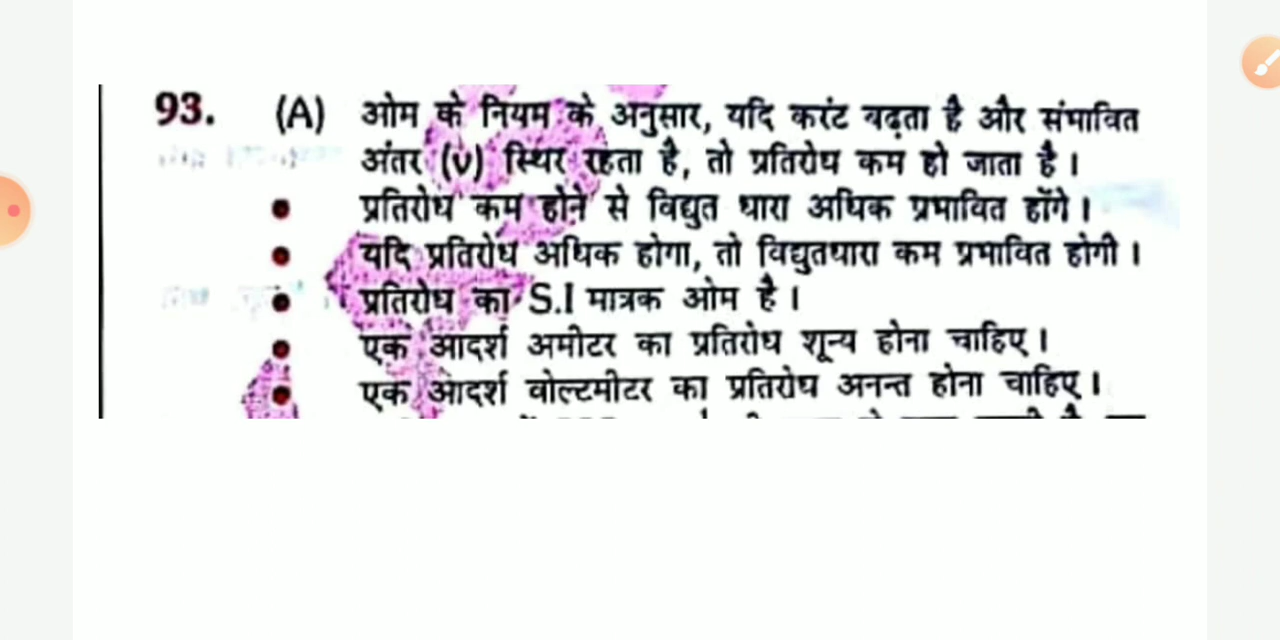 93. (A) ओम के नियम के अनुसार, यदि करंट बढ़ता है और संभावित
अंतर (v) स्थिर रहता है, तो प्रतिरोध कम हो जाता है।
• प्रतिरोध कम होने से विद्युत धारा अधिक प्रभावित होंगे।
• यदि प्रतिरोध अधिक होगा, तो विद्युतधारा कम प्रभावित होगी।
• प्रतिरोध का S.I मात्रक ओम है।
• एक आदर्श अमीटर का प्रतिरोध शून्य होना चाहिए।
• एक आदर्श वोल्टमीटर का प्रतिरोध अनन्त होना चाहिए।